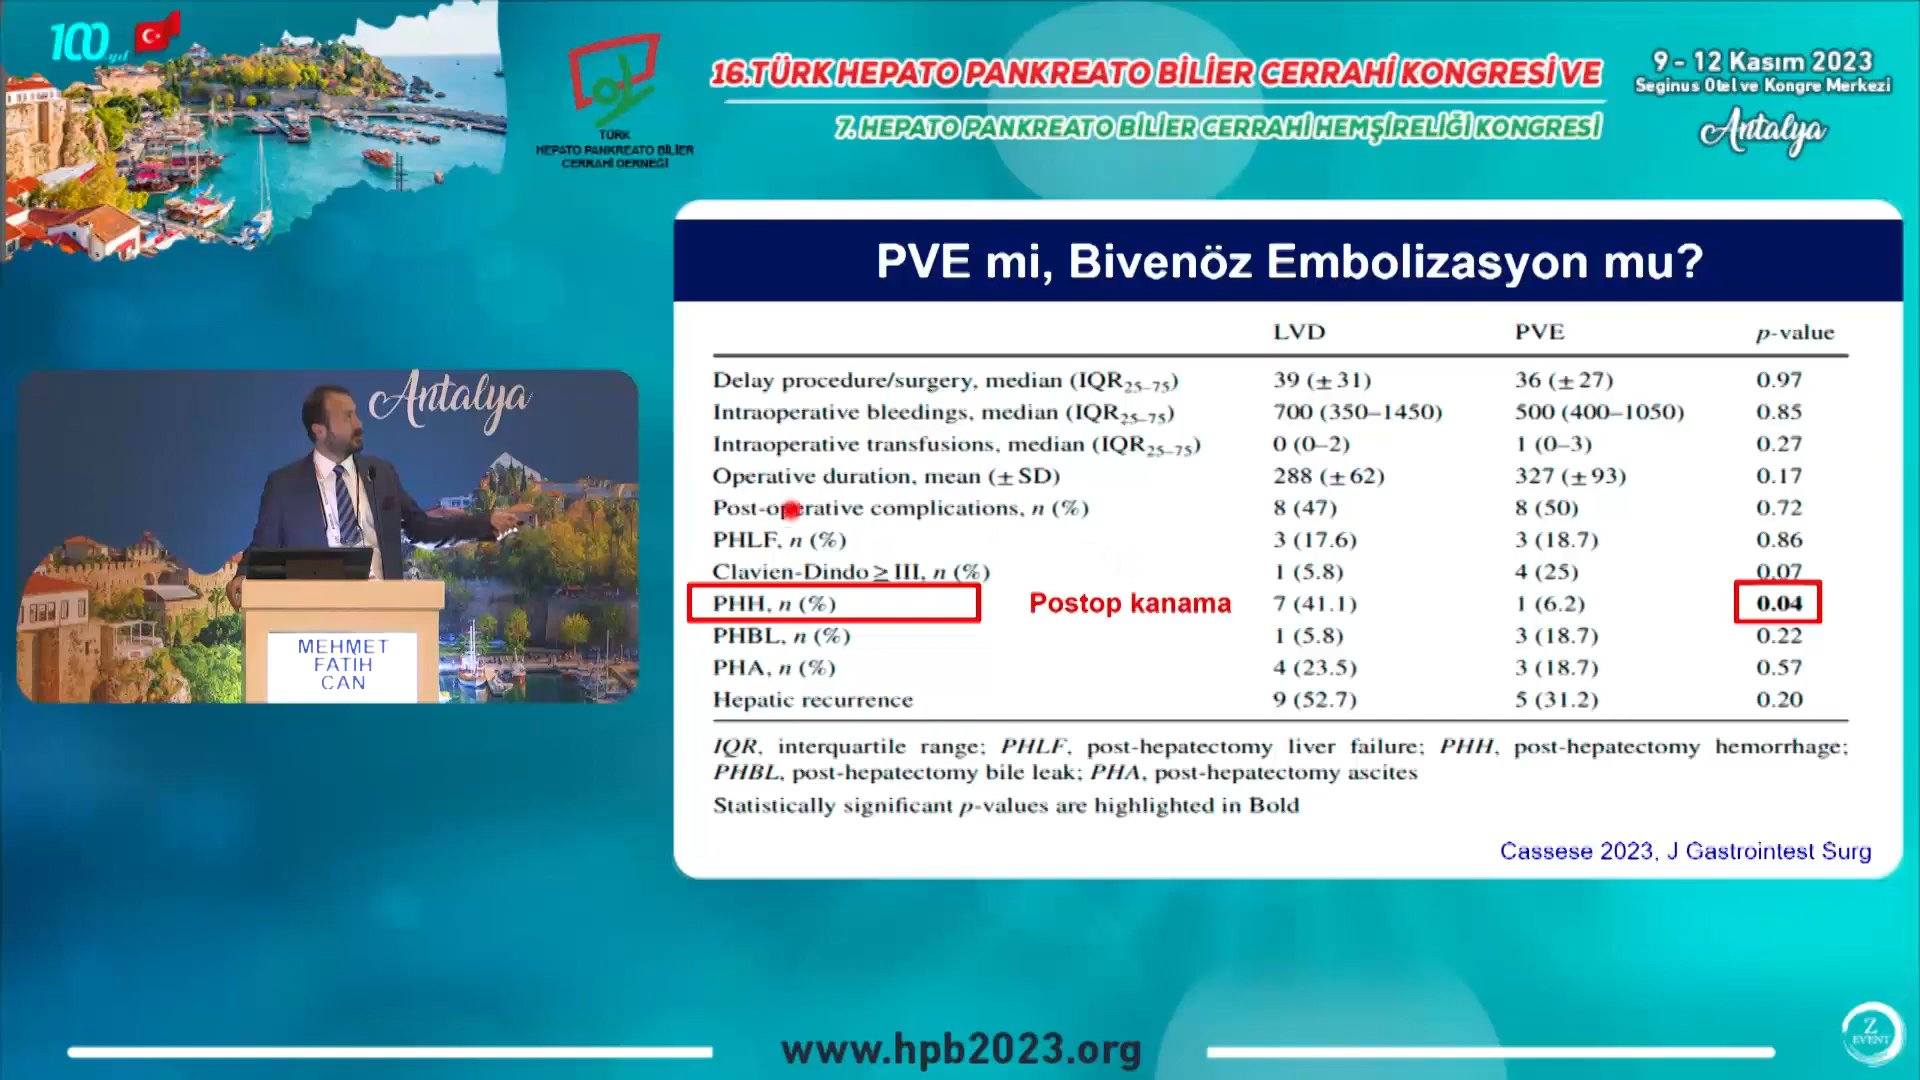 100.yıl
TÜRK
HEPATO PANKREATO BİLİER
CERRAHİ DERNEĞİ
16.TÜRK HEPATO PANKREATO BİLİER CERRAHİ KONGRESİ VE
7. HEPATO PANKREATO BİLİER CERRAHİ HEMŞİRELİĞİ KONGRESİ
9 - 12 Kasım 2023
Seginus Otel ve Kongre Merkezi
Antalya
Antalya
MEHMET
FATIH
CAN
PVE mi, Bivenöz Embolizasyon mu?
LVD PVE p-value
Delay procedure/surgery, median (IQR25–75) 39 (±31) 36 (±27) 0.97
Intraoperative bleedings, median (IQR25–75) 700 (350–1450) 500 (400–1050) 0.85
Intraoperative transfusions, median (IQR25–75) 0 (0–2) 1 (0–3) 0.27
Operative duration, mean (±SD) 288 (±62) 327 (±93) 0.17
Post-operative complications, n (%) 8 (47) 8 (50) 0.72
PHLF, n (%) 3 (17.6) 3 (18.7) 0.86
Clavien-Dindo ≥ III, n (%) 1 (5.8) 4 (25) 0.07
PHH, n (%) Postop kanama 7 (41.1) 1 (6.2) 0.04
PHBL, n (%) 1 (5.8) 3 (18.7) 0.22
PHA, n (%) 4 (23.5) 3 (18.7) 0.57
Hepatic recurrence 9 (52.7) 5 (31.2) 0.20
IQR, interquartile range; PHLF, post-hepatectomy liver failure; PHH, post-hepatectomy hemorrhage;
PHBL, post-hepatectomy bile leak; PHA, post-hepatectomy ascites
Statistically significant p-values are highlighted in Bold
Cassese 2023, J Gastrointest Surg
www.hpb2023.org
Z
EVENT